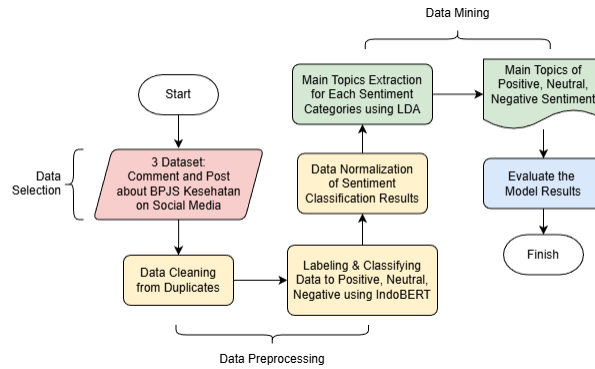 Data Mining
Start
Main Topics Extraction
for Each Sentiment
Categories using LDA
Main Topics of
Positive, Neutral,
Negative Sentiment
Data
Selection
3 Dataset:
Comment and Post
about BPJS Kesehatan
on Social Media
Data Normalization
of Sentiment
Classification Results
Evaluate the
Model Results
Data Cleaning
from Duplicates
Labeling & Classifying
Data to Positive, Neutral,
Negative using IndoBERT
Finish
Data Preprocessing